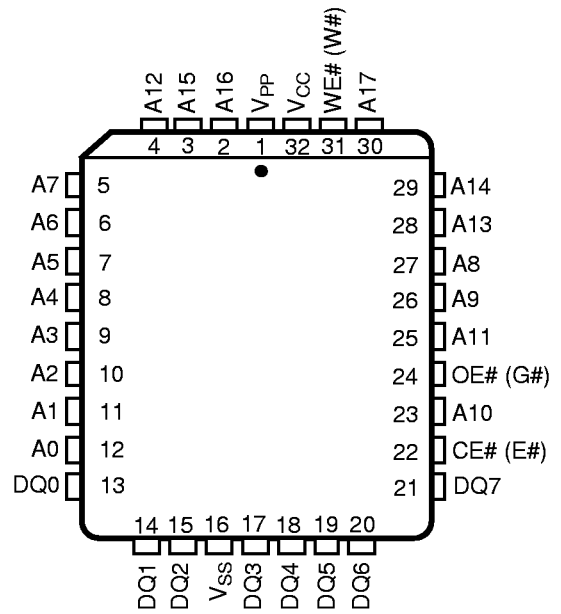 A12 A15 A16 VPP VCC WE# (W#) A17
4 3 2 1 32 31 30
A7 5 29 A14
A6 6 28 A13
A5 7 27 A8
A4 8 26 A9
A3 9 25 A11
A2 10 24 OE# (G#)
A1 11 23 A10
A0 12 22 CE# (E#)
DQ0 13 21 DQ7
14 15 16 17 18 19 20
DQ1 DQ2 VSS DQ3 DQ4 DQ5 DQ6